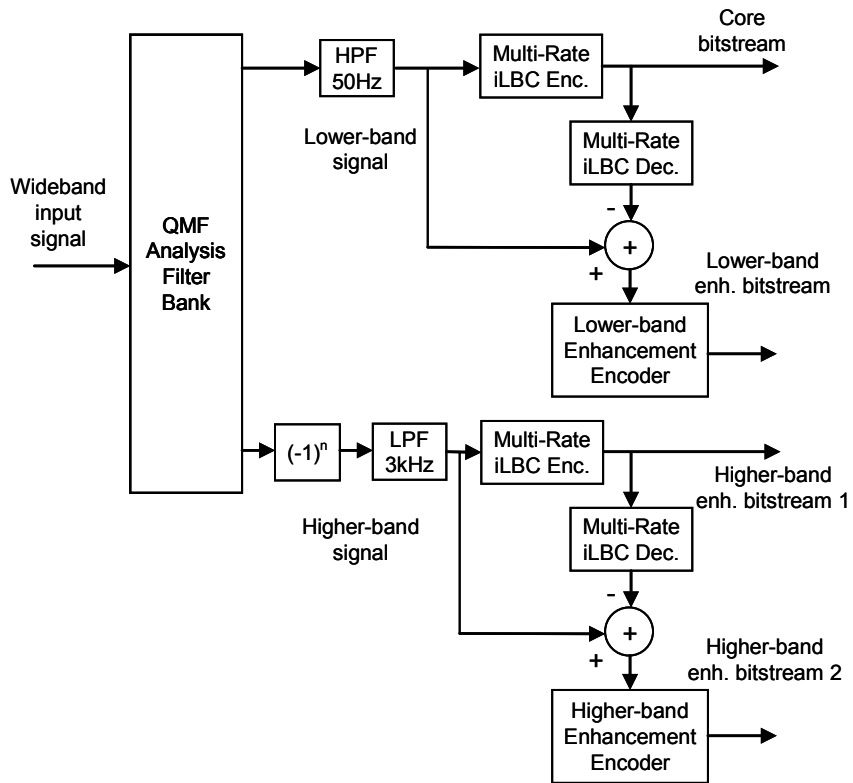 Core
bitstream
HPF
50Hz
Multi-Rate
iLBC Enc.
Lower-band
signal
Multi-Rate
iLBC Dec.
Wideband
input
signal
QMF
Analysis
Filter
Bank
-
+
+
Lower-band
enh. bitstream
Lower-band
Enhancement
Encoder
(-1)ⁿ
LPF
3kHz
Multi-Rate
iLBC Enc.
Higher-band
enh. bitstream 1
Higher-band
signal
Multi-Rate
iLBC Dec.
-
+
+
Higher-band
enh. bitstream 2
Higher-band
Enhancement
Encoder